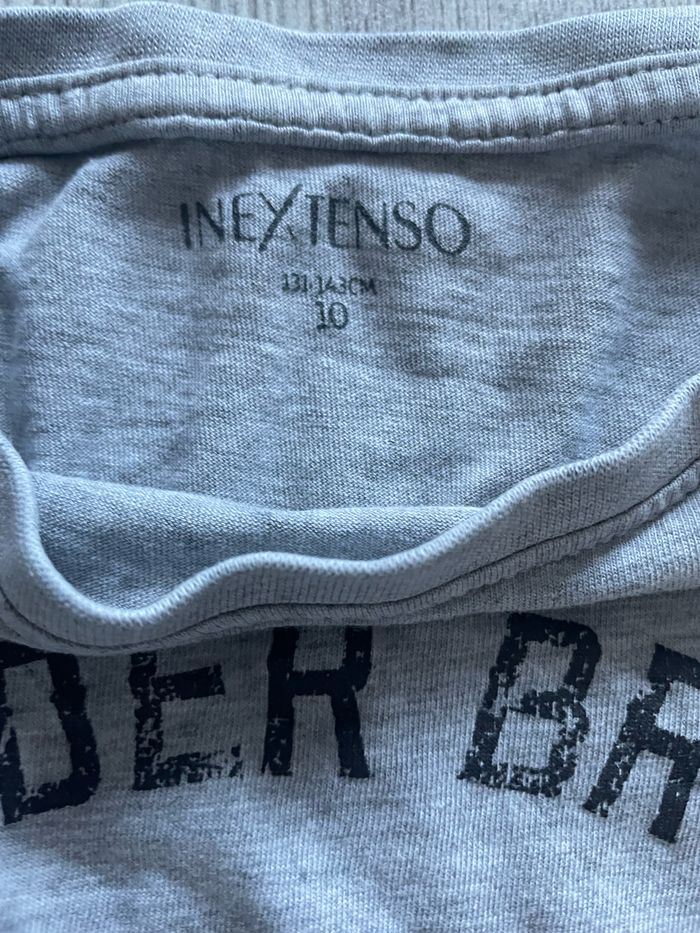 INEXTENSO
131-143CM
10
DER BR